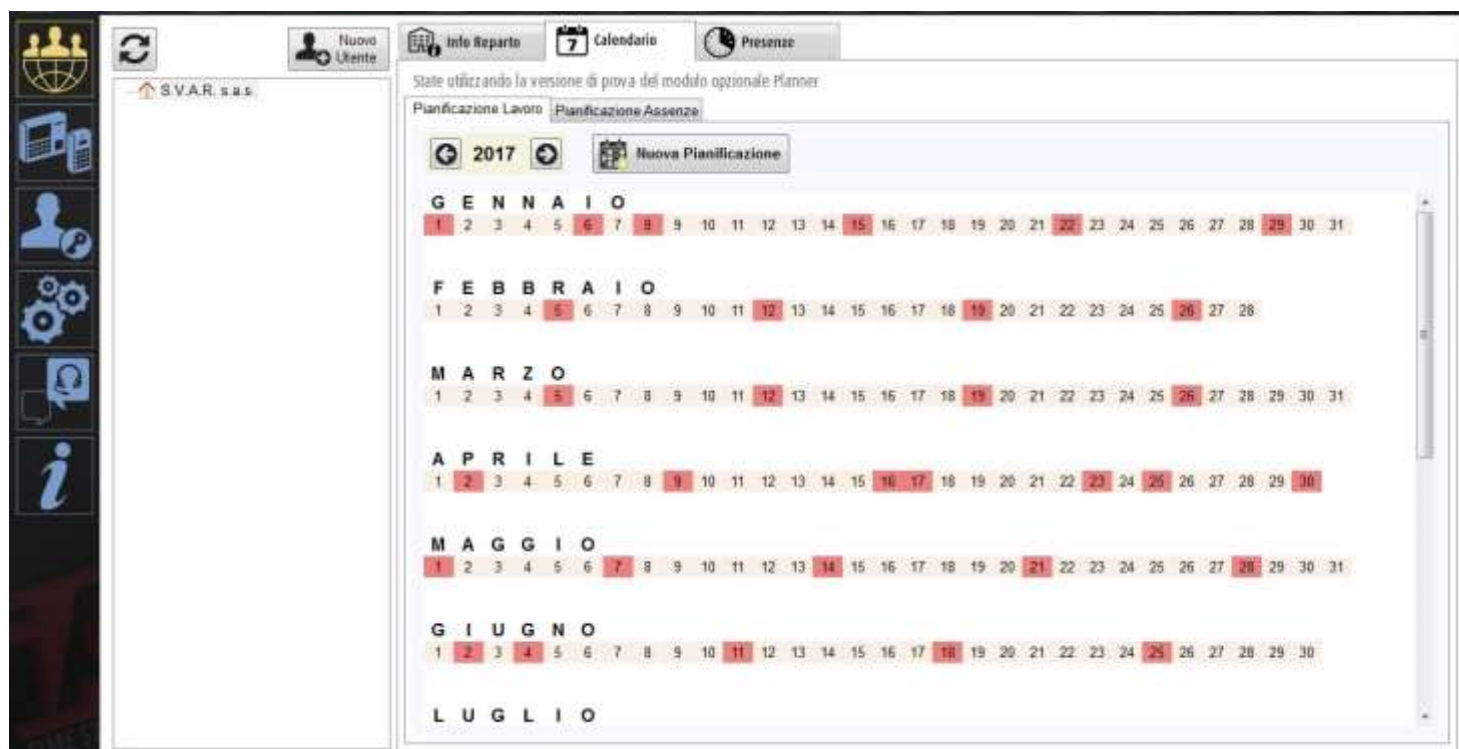 Nuovo
Utente
Info Reparto
7
Calendario
Presenze
S.V.A.R. s.a.s.
State utilizzando la versione di prova del modulo opzionale Planner
Pianificazione Lavoro
Pianificazione Assenze
2017
Nuova Pianificazione
GENNAIO
1 2 3 4 5 6 7 8 9 10 11 12 13 14 15 16 17 18 19 20 21 22 23 24 25 26 27 28 29 30 31
FEBBRAIO
1 2 3 4 5 6 7 8 9 10 11 12 13 14 15 16 17 18 19 20 21 22 23 24 25 26 27 28
MARZO
1 2 3 4 5 6 7 8 9 10 11 12 13 14 15 16 17 18 19 20 21 22 23 24 25 26 27 28 29 30 31
APRILE
1 2 3 4 5 6 7 8 9 10 11 12 13 14 15 16 17 18 19 20 21 22 23 24 25 26 27 28 29 30
MAGGIO
1 2 3 4 5 6 7 8 9 10 11 12 13 14 15 16 17 18 19 20 21 22 23 24 25 26 27 28 29 30 31
GIUGNO
1 2 3 4 5 6 7 8 9 10 11 12 13 14 15 16 17 18 19 20 21 22 23 24 25 26 27 28 29 30
LUGLIO